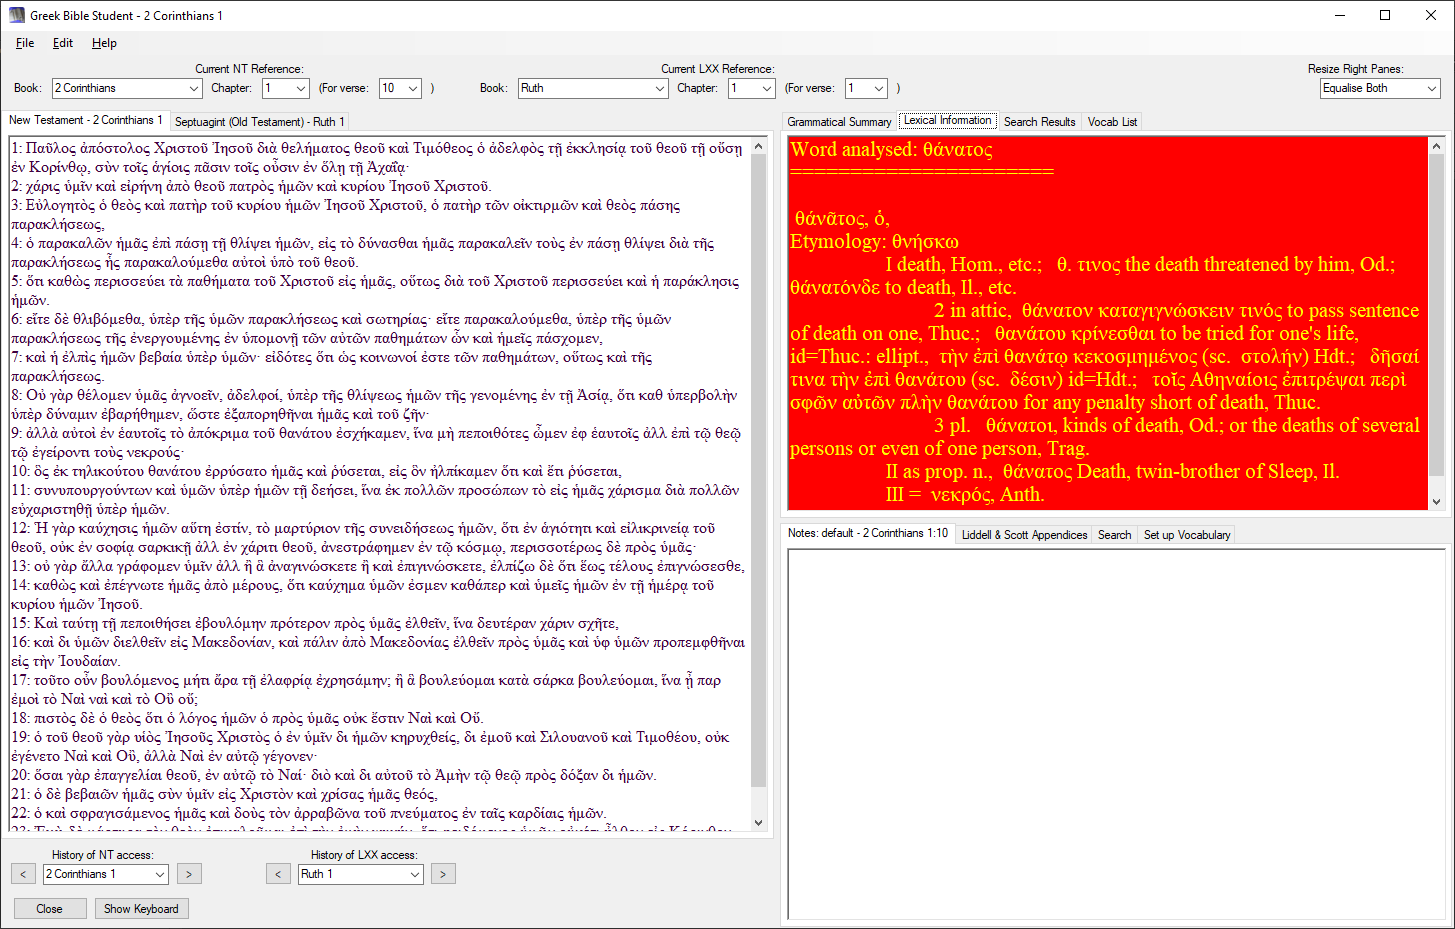 Greek Bible Student - 2 Corinthians 1
File Edit Help
Current NT Reference:
Book: 2 Corinthians Chapter: 1 (For verse: 10 )
Current LXX Reference:
Book: Ruth Chapter: 1 (For verse: 1 )
Resize Right Panes:
Equalise Both
New Testament - 2 Corinthians 1 Septuagint (Old Testament) - Ruth 1
1: Παῦλος ἀπόστολος Χριστοῦ Ἰησοῦ διὰ θελήματος θεοῦ καὶ Τιμόθεος ὁ ἀδελφὸς τῇ ἐκκλησίᾳ τοῦ θεοῦ τῇ οὔσῃ
ἐν Κορίνθῳ, σὺν τοῖς ἁγίοις πᾶσιν τοῖς οὖσιν ἐν ὅλῃ τῇ Ἀχαΐᾳ·
2: χάρις ὑμῖν καὶ εἰρήνη ἀπὸ θεοῦ πατρὸς ἡμῶν καὶ κυρίου Ἰησοῦ Χριστοῦ.
3: Εὐλογητὸς ὁ θεὸς καὶ πατὴρ τοῦ κυρίου ἡμῶν Ἰησοῦ Χριστοῦ, ὁ πατὴρ τῶν οἰκτιρμῶν καὶ θεὸς πάσης
παρακλήσεως,
4: ὁ παρακαλῶν ἡμᾶς ἐπὶ πάσῃ τῇ θλίψει ἡμῶν, εἰς τὸ δύνασθαι ἡμᾶς παρακαλεῖν τοὺς ἐν πάσῃ θλίψει διὰ τῆς
παρακλήσεως ἧς παρακαλούμεθα αὐτοὶ ὑπὸ τοῦ θεοῦ.
5: ὅτι καθὼς περισσεύει τὰ παθήματα τοῦ Χριστοῦ εἰς ἡμᾶς, οὕτως διὰ τοῦ Χριστοῦ περισσεύει καὶ ἡ παράκλησις
ἡμῶν.
6: εἴτε δὲ θλιβόμεθα, ὑπὲρ τῆς ὑμῶν παρακλήσεως καὶ σωτηρίας· εἴτε παρακαλούμεθα, ὑπὲρ τῆς ὑμῶν
παρακλήσεως τῆς ἐνεργουμένης ἐν ὑπομονῇ τῶν αὐτῶν παθημάτων ὧν καὶ ἡμεῖς πάσχομεν,
7: καὶ ἡ ἐλπὶς ἡμῶν βεβαία ὑπὲρ ὑμῶν· εἰδότες ὅτι ὡς κοινωνοί ἐστε τῶν παθημάτων, οὕτως καὶ τῆς
παρακλήσεως.
8: Οὐ γὰρ θέλομεν ὑμᾶς ἀγνοεῖν, ἀδελφοί, ὑπὲρ τῆς θλίψεως ἡμῶν τῆς γενομένης ἐν τῇ Ἀσίᾳ, ὅτι καθ ὑπερβολὴν
ὑπὲρ δύναμιν ἐβαρήθημεν, ὥστε ἐξαπορηθῆναι ἡμᾶς καὶ τοῦ ζῆν·
9: ἀλλὰ αὐτοὶ ἐν ἑαυτοῖς τὸ ἀπόκριμα τοῦ θανάτου ἐσχήκαμεν, ἵνα μὴ πεποιθότες ὦμεν ἐφ ἑαυτοῖς ἀλλ ἐπὶ τῷ θεῷ
τῷ ἐγείροντι τοὺς νεκρούς·
10: ὃς ἐκ τηλικούτου θανάτου ἐρρύσατο ἡμᾶς καὶ ῥύσεται, εἰς ὃν ἠλπίκαμεν ὅτι καὶ ἔτι ῥύσεται,
11: συνυπουργούντων καὶ ὑμῶν ὑπὲρ ἡμῶν τῇ δεήσει, ἵνα ἐκ πολλῶν προσώπων τὸ εἰς ἡμᾶς χάρισμα διὰ πολλῶν
εὐχαριστηθῇ ὑπὲρ ἡμῶν.
12: Ἡ γὰρ καύχησις ἡμῶν αὕτη ἐστίν, τὸ μαρτύριον τῆς συνειδήσεως ἡμῶν, ὅτι ἐν ἁγιότητι καὶ εἰλικρινείᾳ τοῦ
θεοῦ, οὐκ ἐν σοφίᾳ σαρκικῇ ἀλλ ἐν χάριτι θεοῦ, ἀνεστράφημεν ἐν τῷ κόσμῳ, περισσοτέρως δὲ πρὸς ὑμᾶς·
13: οὐ γὰρ ἄλλα γράφομεν ὑμῖν ἀλλ ἢ ἃ ἀναγινώσκετε ἢ καὶ ἐπιγινώσκετε, ἐλπίζω δὲ ὅτι ἕως τέλους ἐπιγνώσεσθε,
14: καθὼς καὶ ἐπέγνωτε ἡμᾶς ἀπὸ μέρους, ὅτι καύχημα ὑμῶν ἐσμεν καθάπερ καὶ ὑμεῖς ἡμῶν ἐν τῇ ἡμέρᾳ τοῦ
κυρίου ἡμῶν Ἰησοῦ.
15: Καὶ ταύτῃ τῇ πεποιθήσει ἐβουλόμην πρότερον πρὸς ὑμᾶς ἐλθεῖν, ἵνα δευτέραν χάριν σχῆτε,
16: καὶ δι ὑμῶν διελθεῖν εἰς Μακεδονίαν, καὶ πάλιν ἀπὸ Μακεδονίας ἐλθεῖν πρὸς ὑμᾶς καὶ ὑφ ὑμῶν προπεμφθῆναι
εἰς τὴν Ἰουδαίαν.
17: τοῦτο οὖν βουλόμενος μήτι ἄρα τῇ ἐλαφρίᾳ ἐχρησάμην; ἢ ἃ βουλεύομαι κατὰ σάρκα βουλεύομαι, ἵνα ᾖ παρ
ἐμοὶ τὸ Ναὶ ναὶ καὶ τὸ Οὒ οὔ;
18: πιστὸς δὲ ὁ θεὸς ὅτι ὁ λόγος ἡμῶν ὁ πρὸς ὑμᾶς οὐκ ἔστιν Ναὶ καὶ Οὔ.
19: ὁ τοῦ θεοῦ γὰρ υἱὸς Ἰησοῦς Χριστὸς ὁ ἐν ὑμῖν δι ἡμῶν κηρυχθείς, δι ἐμοῦ καὶ Σιλουανοῦ καὶ Τιμοθέου, οὐκ
ἐγένετο Ναὶ καὶ Οὔ, ἀλλὰ Ναὶ ἐν αὐτῷ γέγονεν·
20: ὅσαι γὰρ ἐπαγγελίαι θεοῦ, ἐν αὐτῷ τὸ Ναί· διὸ καὶ δι αὐτοῦ τὸ Ἀμὴν τῷ θεῷ πρὸς δόξαν δι ἡμῶν.
21: ὁ δὲ βεβαιῶν ἡμᾶς σὺν ὑμῖν εἰς Χριστὸν καὶ χρίσας ἡμᾶς θεός,
22: ὁ καὶ σφραγισάμενος ἡμᾶς καὶ δοὺς τὸν ἀρραβῶνα τοῦ πνεύματος ἐν ταῖς καρδίαις ἡμῶν.
History of NT access:
< 2 Corinthians 1 >
History of LXX access:
< Ruth 1 >
Close Show Keyboard
Grammatical Summary Lexical Information Search Results Vocab List
Word analysed: θάνατος
======================
θάνᾶτος, ὁ,
Etymology: θνήσκω
I death, Hom., etc.; θ. τινος the death threatened by him, Od.;
θάνατόνδε to death, Il., etc.
2 in attic, θάνατον καταγιγνώσκειν τινός to pass sentence
of death on one, Thuc.; θανάτου κρίνεσθαι to be tried for one's life,
id=Thuc.: ellipt., τὴν ἐπὶ θανάτῳ κεκοσμημένος (sc. στολήν) Hdt.; δῆσαί
τινα τὴν ἐπὶ θανάτου (sc. δέσιν) id=Hdt.; τοῖς Ἀθηναίοις ἐπιτρέψαι περὶ
σφῶν αὐτῶν πλὴν θανάτου for any penalty short of death, Thuc.
3 pl. θάνατοι, kinds of death, Od.; or the deaths of several
persons or even of one person, Trag.
II as prop. n., θάνατος Death, twin-brother of Sleep, Il.
III = νεκρός, Anth.
Notes: default - 2 Corinthians 1:10 Liddell & Scott Appendices Search Set up Vocabulary